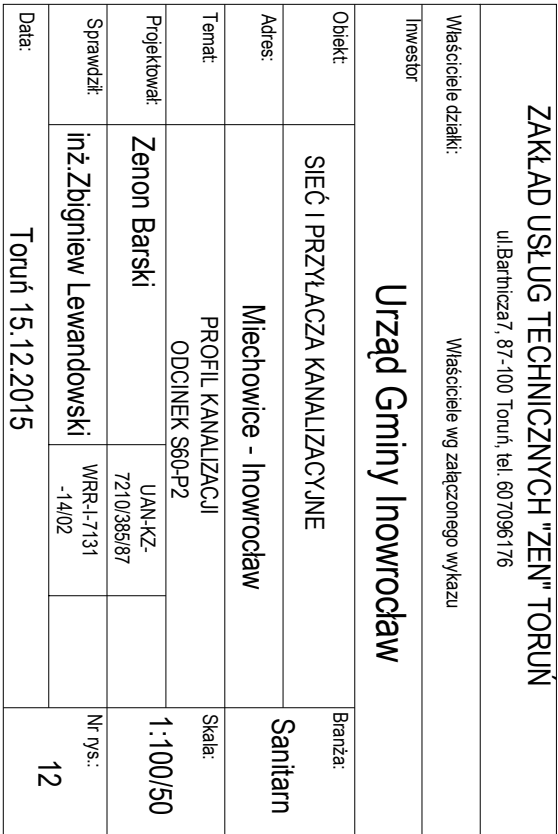 ZAKŁAD USŁUG TECHNICZNYCH "ZEN" TORUŃ
ul.Bartnicza7, 87-100 Toruń, tel. 607096176
Właściciele działki: Właściciele wg załączonego wykazu
Inwestor Urząd Gminy Inowrocław
Obiekt: SIEĆ I PRZYŁACZA KANALIZACYJNE
Branża: Sanitarn
Adres: Miechowice - Inowrocław
Temat: PROFIL KANALIZACJI
ODCINEK S60-P2
Skala: 1:100/50
Projektował: Zenon Barski
UAN-KZ-
7210/385/87
Sprawdził: inż.Zbigniew Lewandowski
WRR-I-7131
-14/02
Nr rys.: 12
Data: Toruń 15.12.2015